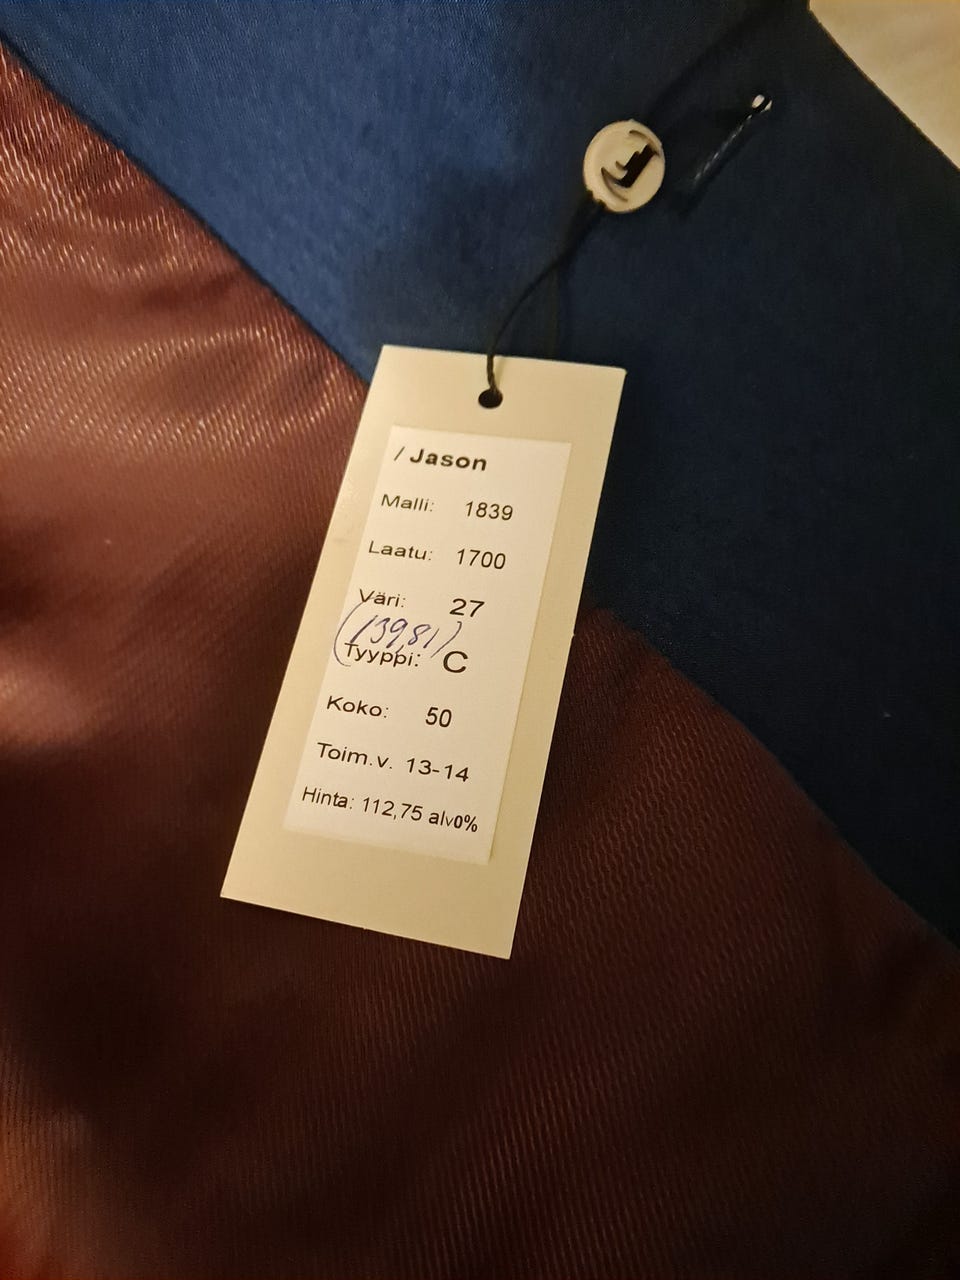 / Jason
Malli: 1839
Laatu: 1700
Väri: 27
(139,81)
Tyyppi: C
Koko: 50
Toim.v. 13-14
Hinta: 112,75 alv0%